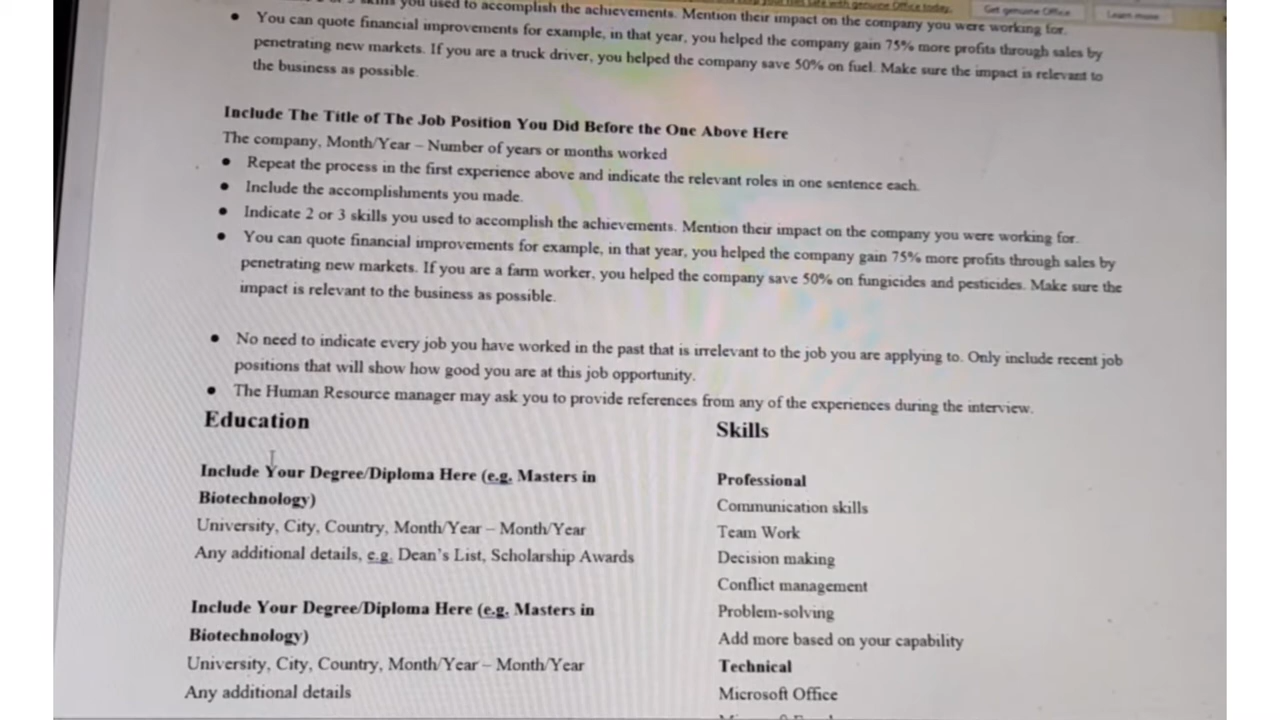 you used to accomplish the achievements. Mention their impact on the company you were working for.
with genuine Office today.
Get genuine Office
Learn more
● You can quote financial improvements for example, in that year, you helped the company gain 75% more profits through sales by
penetrating new markets. If you are a truck driver, you helped the company save 50% on fuel. Make sure the impact is relevant to
the business as possible.
Include The Title of The Job Position You Did Before the One Above Here
The company, Month/Year – Number of years or months worked
● Repeat the process in the first experience above and indicate the relevant roles in one sentence each.
● Include the accomplishments you made.
● Indicate 2 or 3 skills you used to accomplish the achievements. Mention their impact on the company you were working for.
● You can quote financial improvements for example, in that year, you helped the company gain 75% more profits through sales by
penetrating new markets. If you are a farm worker, you helped the company save 50% on fungicides and pesticides. Make sure the
impact is relevant to the business as possible.
● No need to indicate every job you have worked in the past that is irrelevant to the job you are applying to. Only include recent job
positions that will show how good you are at this job opportunity.
● The Human Resource manager may ask you to provide references from any of the experiences during the interview.
Education
Include Your Degree/Diploma Here (e.g. Masters in
Biotechnology)
University, City, Country, Month/Year – Month/Year
Any additional details, e.g. Dean's List, Scholarship Awards
Include Your Degree/Diploma Here (e.g. Masters in
Biotechnology)
University, City, Country, Month/Year – Month/Year
Any additional details
Skills
Professional
Communication skills
Team Work
Decision making
Conflict management
Problem-solving
Add more based on your capability
Technical
Microsoft Office